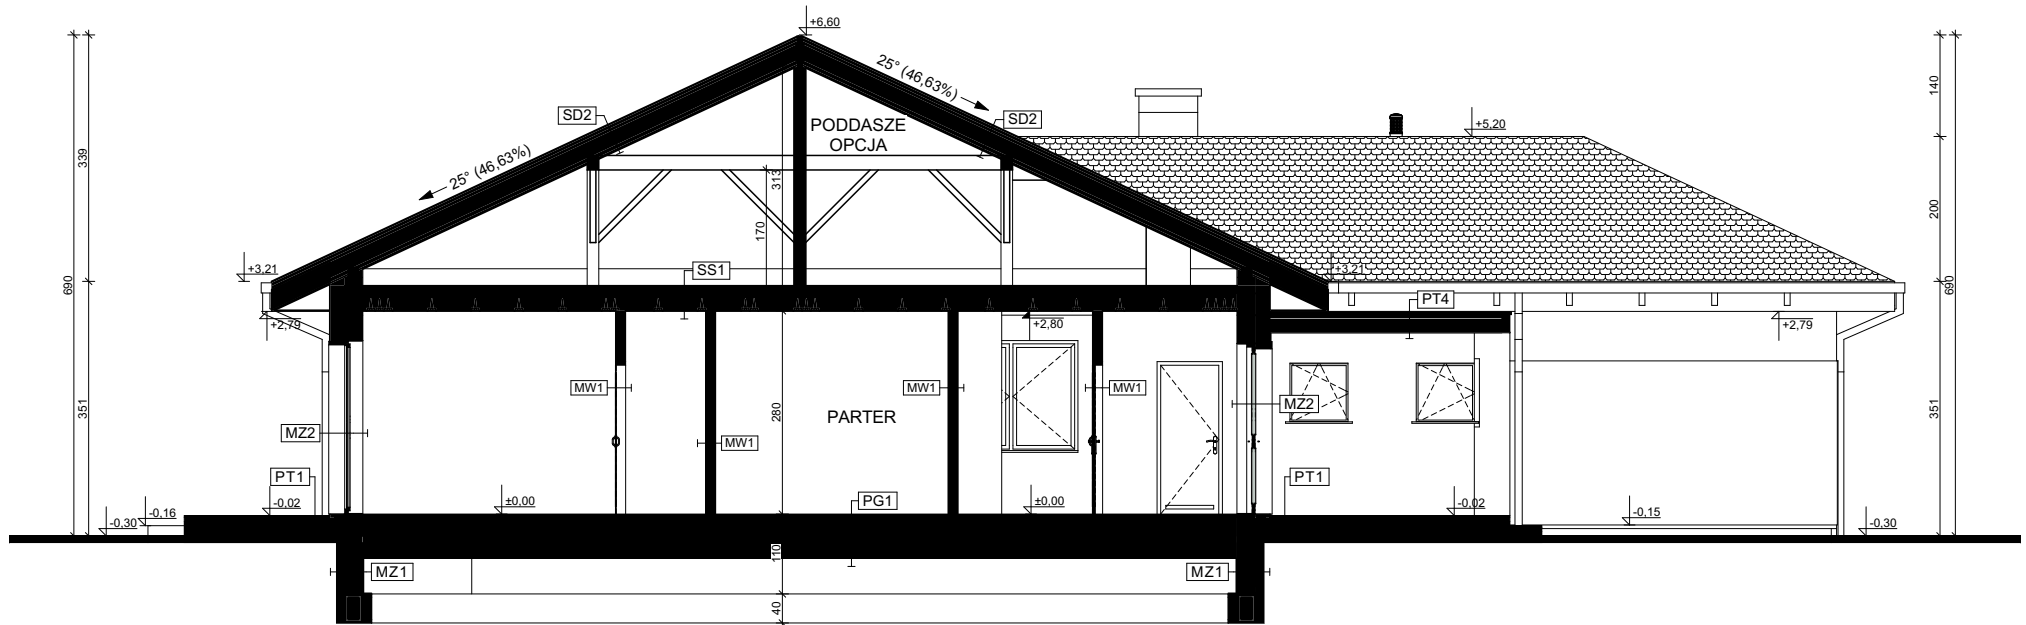 +6,60
25° (46,63%)
SD2
SD2
PODDASZE
OPCJA
140
+5,20
339
25° (46,63%)
313
170
200
+3,21
SS1
+3,21
690
690
PT4
+2,79
+2,80
+2,79
351
MW1
MW1
MW1
351
280
PARTER
MZ2
MZ2
MW1
PT1
PT1
-0,30
-0,16
-0,02
±0,00
PG1
±0,00
-0,02
-0,15
-0,30
110
MZ1
MZ1
40